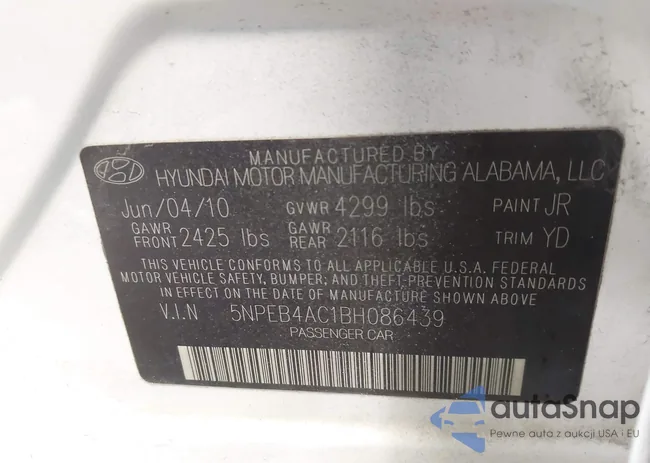 MANUFACTURED BY
HYUNDAI MOTOR MANUFACTURING ALABAMA, LLC
Jun/04/10 GVWR 4299 lbs PAINT JR
GAWR FRONT 2425 lbs GAWR REAR 2116 lbs TRIM YD
THIS VEHICLE CONFORMS TO ALL APPLICABLE U.S.A. FEDERAL
MOTOR VEHICLE SAFETY, BUMPER, AND THEFT PREVENTION STANDARDS
IN EFFECT ON THE DATE OF MANUFACTURE SHOWN ABOVE
V.I.N 5NPEB4AC1BH086439
PASSENGER CAR
autaSnap
Pewne auta z aukcji USA i EU